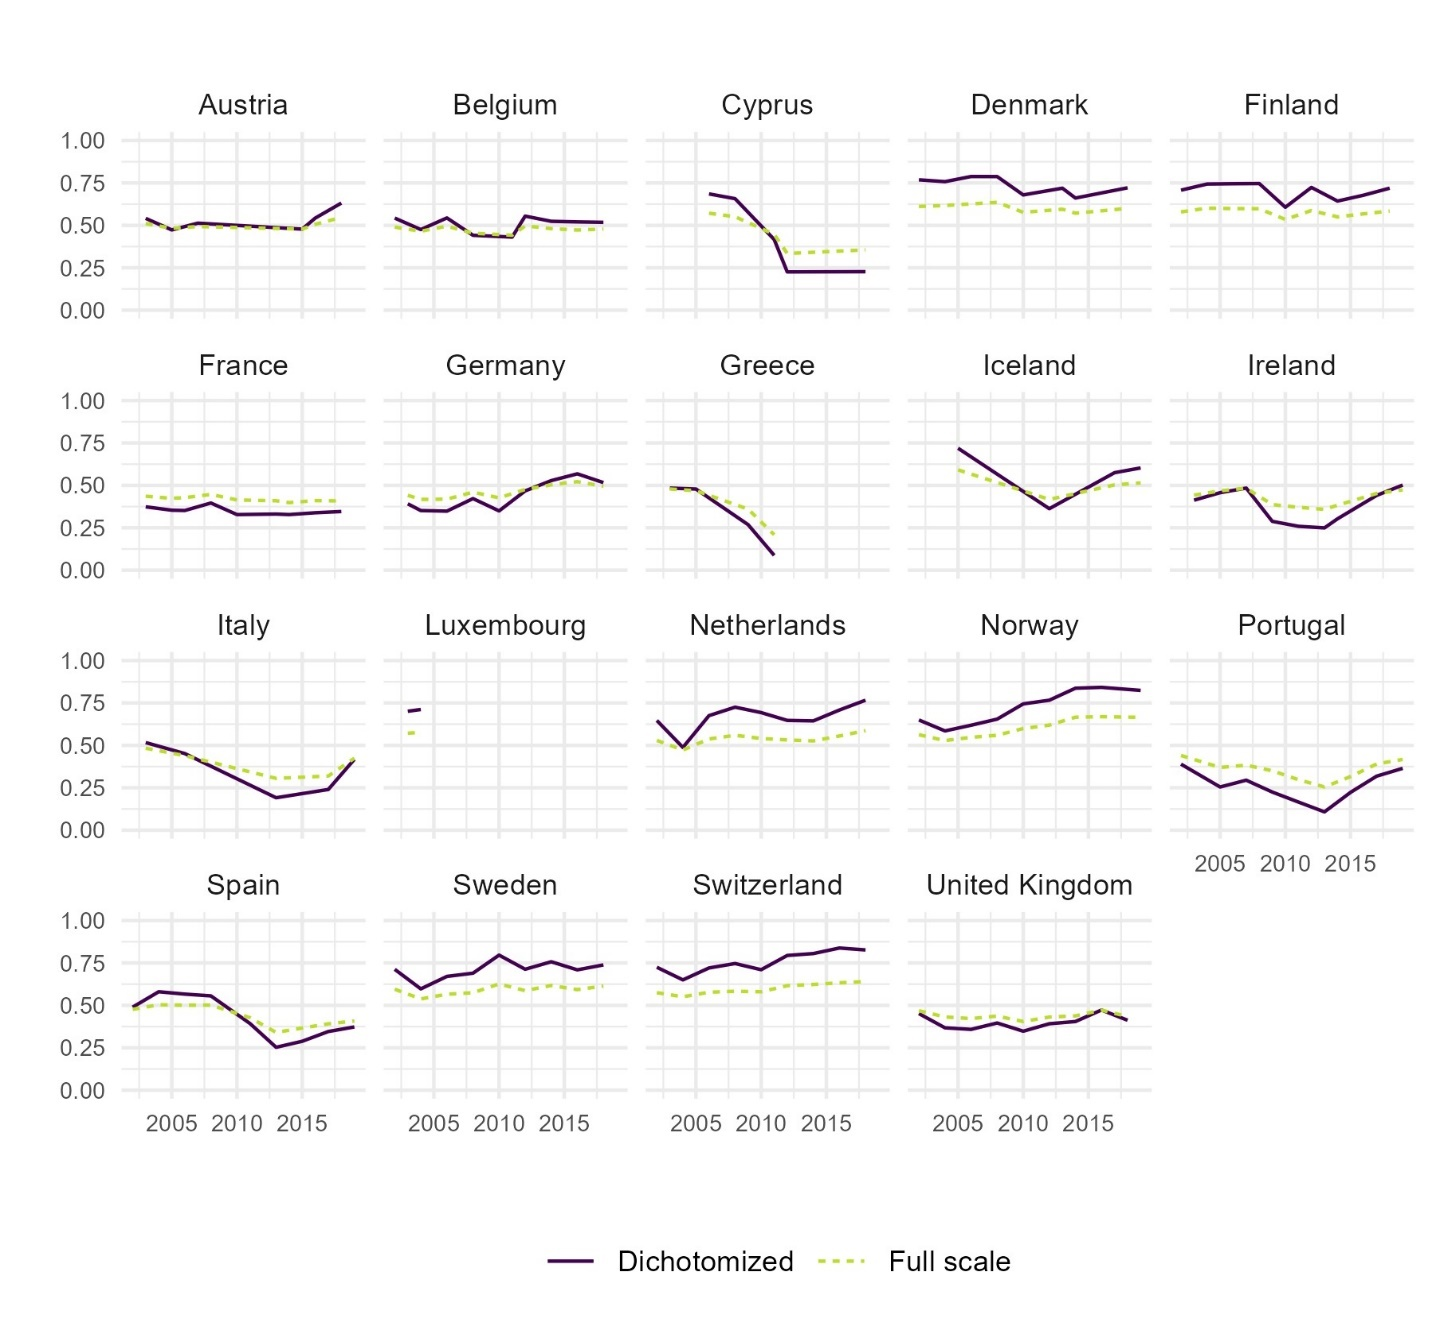 Austria Belgium Cyprus Denmark Finland
1.00
0.75
0.50
0.25
0.00
France Germany Greece Iceland Ireland
1.00
0.75
0.50
0.25
0.00
Italy Luxembourg Netherlands Norway Portugal
1.00
0.75
0.50
0.25
0.00
2005 2010 2015
Spain Sweden Switzerland United Kingdom
1.00
0.75
0.50
0.25
0.00
2005 2010 2015 2005 2010 2015 2005 2010 2015 2005 2010 2015
Dichotomized Full scale